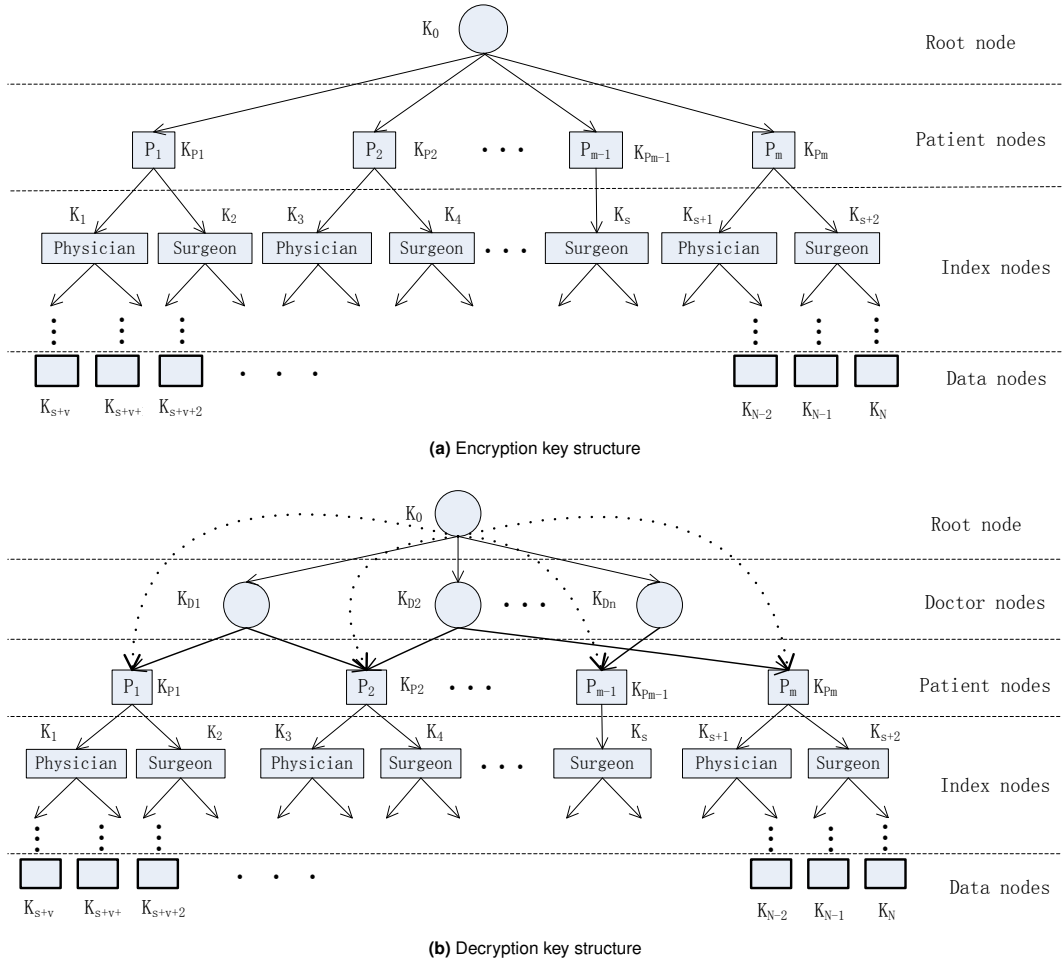 K0
Root node
P1 KP1 P2 KP2 ... Pm-1 KPm-1 Pm KPm
Patient nodes
K1 K2 K3 K4 Ks Ks+1 Ks+2
Physician Surgeon Physician Surgeon ... Surgeon Physician Surgeon
Index nodes
. . .
Data nodes
Ks+v Ks+v+ Ks+v+2 KN-2 KN-1 KN
(a) Encryption key structure
K0
Root node
KD1 KD2 ... KDn
Doctor nodes
P1 KP1 P2 KP2 ... Pm-1 KPm-1 Pm KPm
Patient nodes
K1 K2 K3 K4 Ks Ks+1 Ks+2
Physician Surgeon Physician Surgeon ... Surgeon Physician Surgeon
Index nodes
. . .
Data nodes
Ks+v Ks+v+ Ks+v+2 KN-2 KN-1 KN
(b) Decryption key structure